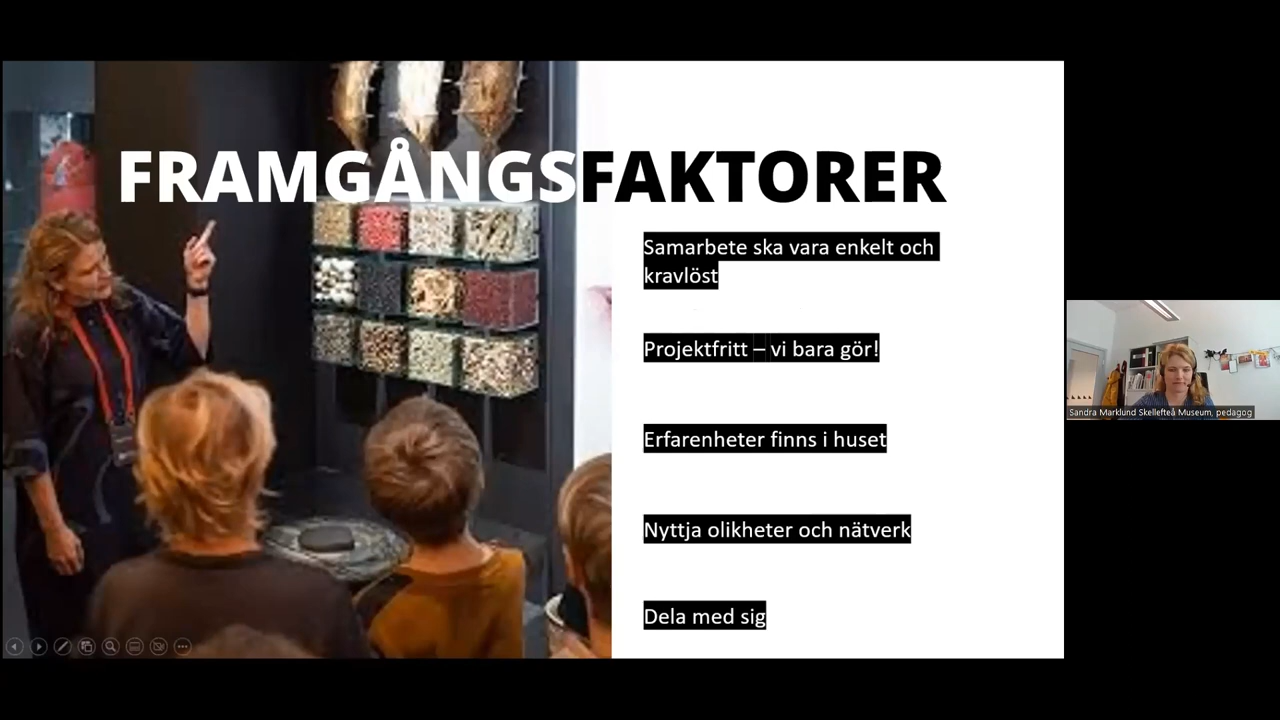 FRAMGÅNGSFAKTORER
Samarbete ska vara enkelt och
kravlöst
Projektfritt – vi bara gör!
Erfarenheter finns i huset
Nyttja olikheter och nätverk
Dela med sig
Sandra Marklund Skellefteå Museum, pedagog